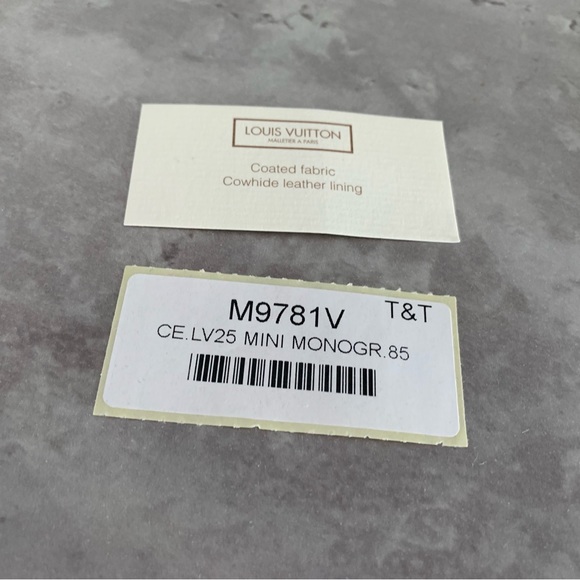 LOUIS VUITTON
MALLETIER A PARIS
Coated fabric
Cowhide leather lining
M9781V T&T
CE.LV25 MINI MONOGR.85